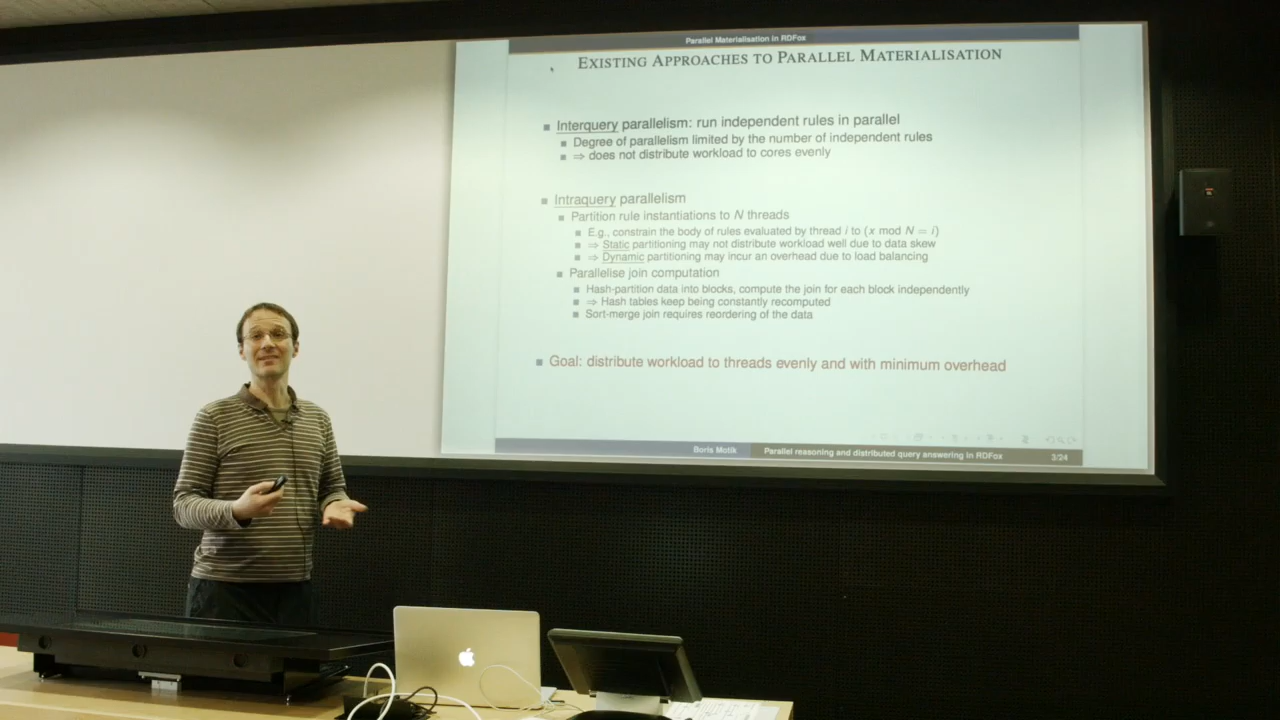 Parallel Materialisation in RDFox
EXISTING APPROACHES TO PARALLEL MATERIALISATION
Interquery parallelism: run independent rules in parallel
Degree of parallelism limited by the number of independent rules
⇒ does not distribute workload to cores evenly
Intraquery parallelism
Partition rule instantiations to N threads
E.g., constrain the body of rules evaluated by thread i to (x mod N = i)
⇒ Static partitioning may not distribute workload well due to data skew
⇒ Dynamic partitioning may incur an overhead due to load balancing
Parallelise join computation
Hash-partition data into blocks, compute the join for each block independently
⇒ Hash tables keep being constantly recomputed
Sort-merge join requires reordering of the data
Goal: distribute workload to threads evenly and with minimum overhead
Boris Motik Parallel reasoning and distributed query answering in RDFox 3/24